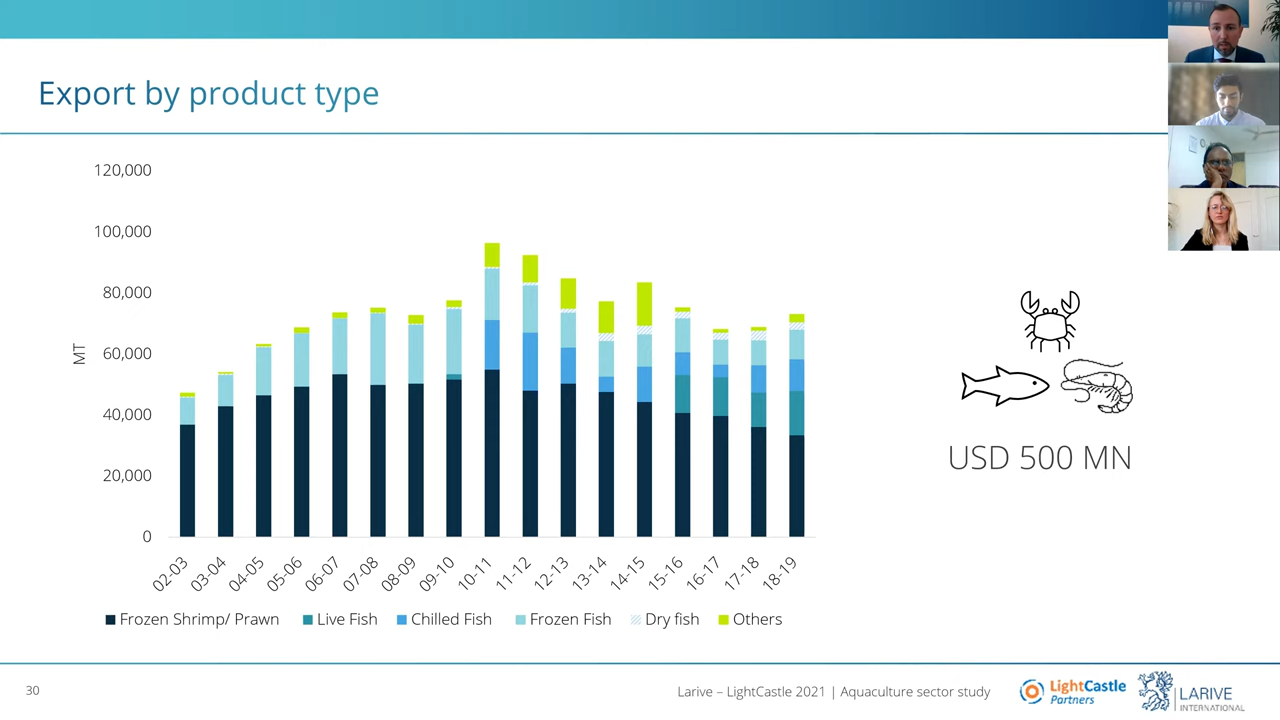 Export by product type
120,000
100,000
80,000
60,000
40,000
20,000
0
MT
02-03
03-04
04-05
05-06
06-07
07-08
08-09
09-10
10-11
11-12
12-13
13-14
14-15
15-16
16-17
17-18
18-19
Frozen Shrimp/ Prawn
Live Fish
Chilled Fish
Frozen Fish
Dry fish
Others
USD 500 MN
30
Larive – LightCastle 2021 | Aquaculture sector study
LightCastle
Partners
LARIVE
INTERNATIONAL